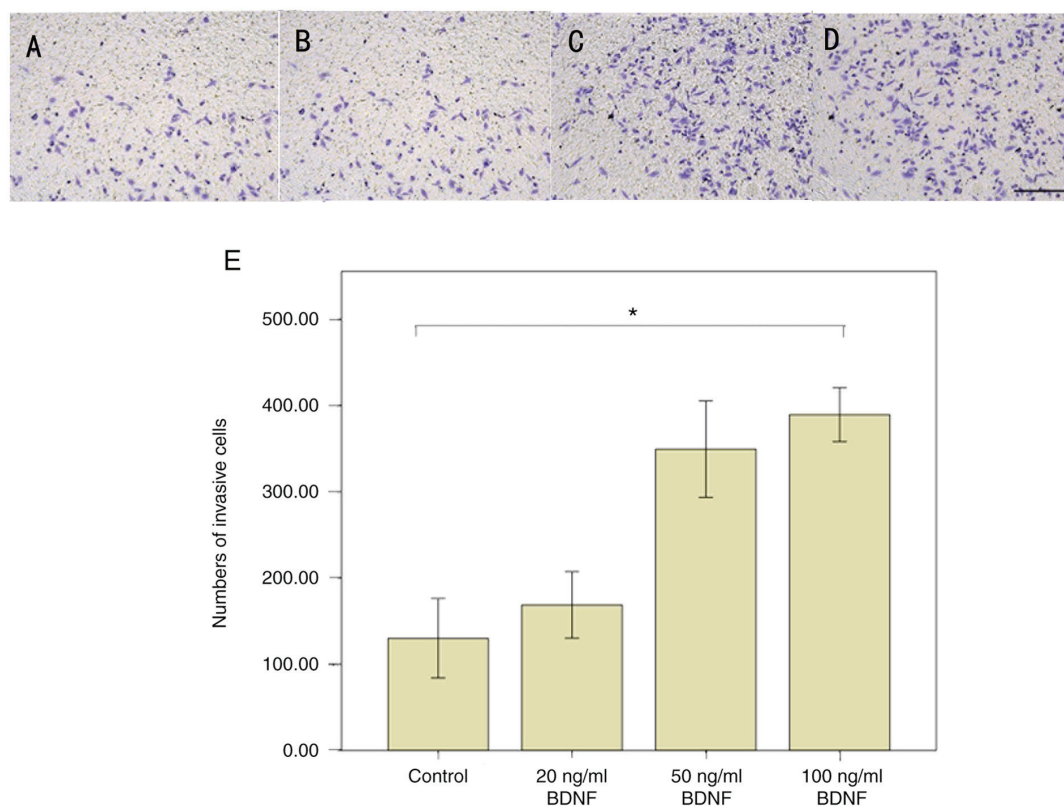 A
B
C
D
E
*
500.00
400.00
300.00
200.00
100.00
0.00
Numbers of invasive cells
Control
20 ng/ml
BDNF
50 ng/ml
BDNF
100 ng/ml
BDNF